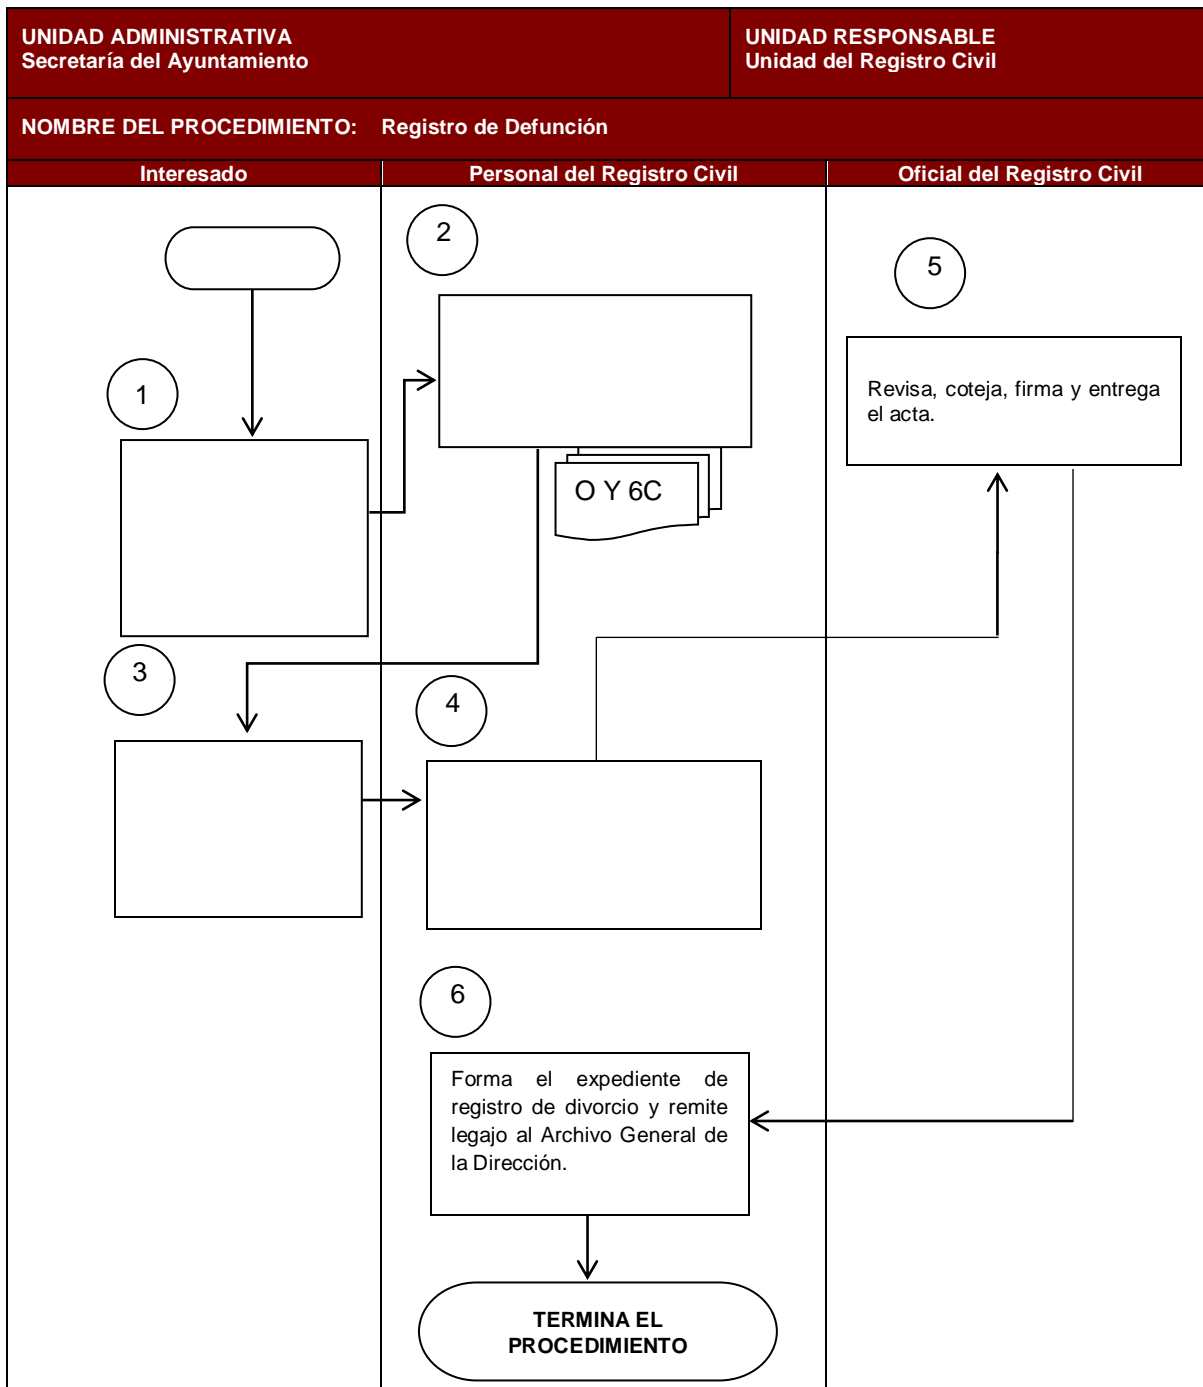 UNIDAD ADMINISTRATIVA
Secretaría del Ayuntamiento
UNIDAD RESPONSABLE
Unidad del Registro Civil
NOMBRE DEL PROCEDIMIENTO: Registro de Defunción
Interesado
Personal del Registro Civil
Oficial del Registro Civil
1
2
O Y 6C
3
4
5
Revisa, coteja, firma y entrega
el acta.
6
Forma el expediente de
registro de divorcio y remite
legajo al Archivo General de
la Dirección.
TERMINA EL
PROCEDIMIENTO